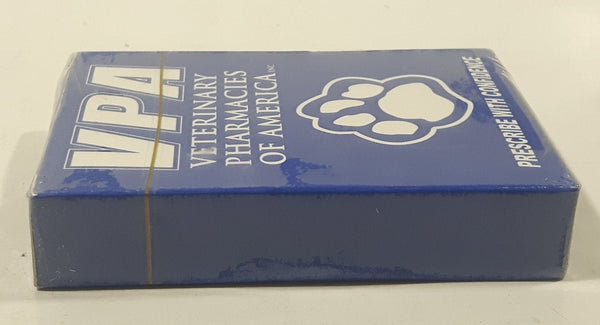 VPA
VETERINARY
PHARMACIES
OF AMERICA INC
PRESCRIBE WITH CONFIDENCE